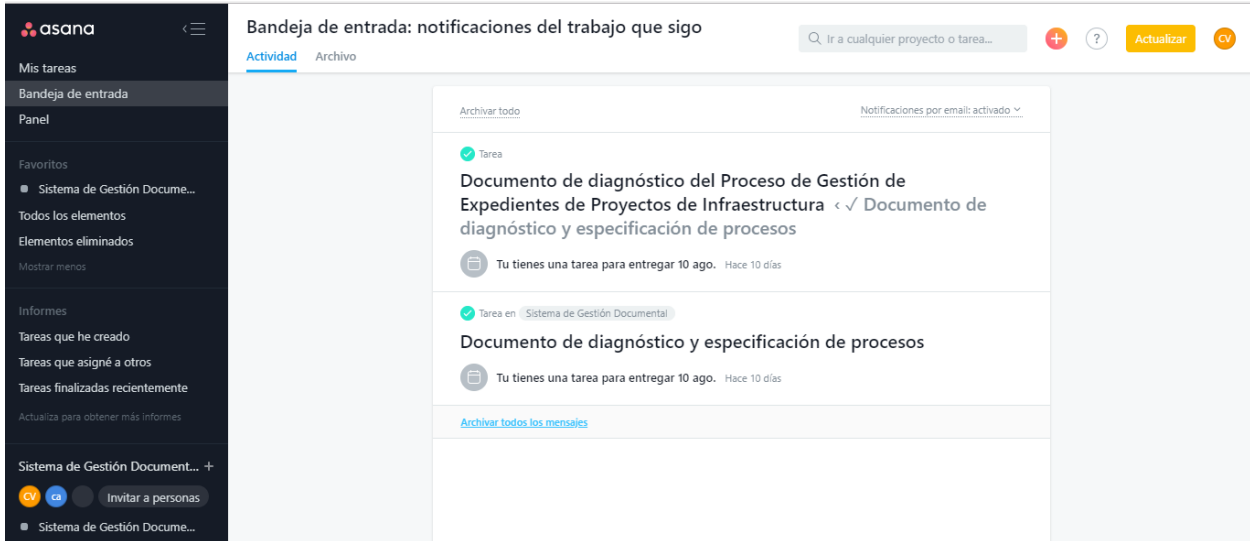 asana
Mis tareas
Bandeja de entrada
Panel
Favoritos
Sistema de Gestión Docume...
Todos los elementos
Elementos eliminados
Mostrar menos
Informes
Tareas que he creado
Tareas que asigné a otros
Tareas finalizadas recientemente
Actualiza para obtener más informes
Sistema de Gestión Document... +
CV ca Invitar a personas
Sistema de Gestión Docume...
Bandeja de entrada: notificaciones del trabajo que sigo
Actividad Archivo
Ir a cualquier proyecto o tarea...
+ ? Actualizar CV
Archivar todo Notificaciones por email: activado
Tarea
Documento de diagnóstico del Proceso de Gestión de
Expedientes de Proyectos de Infraestructura ‹ ✓ Documento de
diagnóstico y especificación de procesos
Tu tienes una tarea para entregar 10 ago. Hace 10 días
Tarea en Sistema de Gestión Documental
Documento de diagnóstico y especificación de procesos
Tu tienes una tarea para entregar 10 ago. Hace 10 días
Archivar todos los mensajes